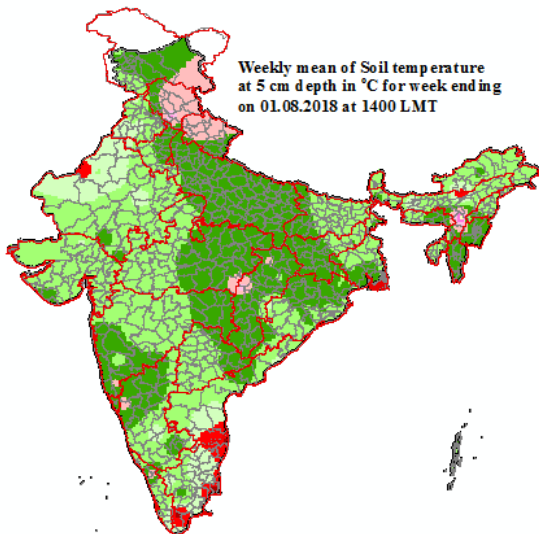 Weekly mean of Soil temperature
at 5 cm depth in °C for week ending
on 01.08.2018 at 1400 LMT